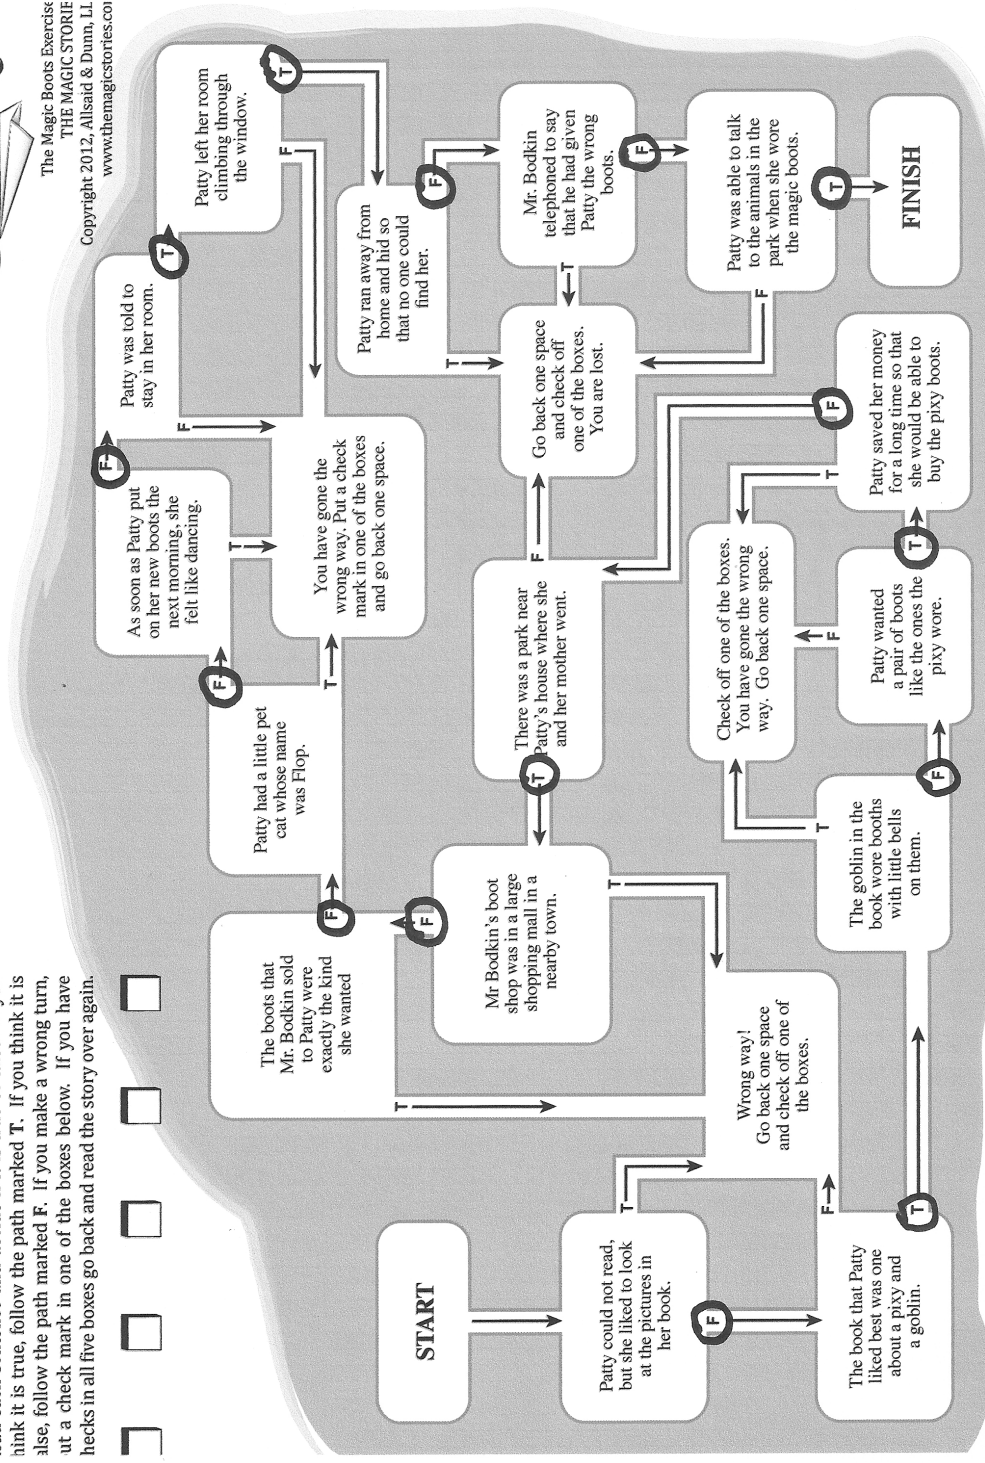 hink it is true, follow the path marked T. If you think it is
alse, follow the path marked F. If you make a wrong turn,
ut a check mark in one of the boxes below. If you have
hecks in all five boxes go back and read the story over again.
The Magic Boots Exercise
THE MAGIC STORIE
Copyright 2012, Allsaid & Dunn, LL
www.themagicstories.co
START
Patty could not read,
but she liked to look
at the pictures in
her book.
T
F
The book that Patty
liked best was one
about a pixy and
a goblin.
F
T
Wrong way!
Go back one space
and check off one of
the boxes.
The goblin in the
book wore booths
with little bells
on them.
T
F
Patty wanted
a pair of boots
like the ones the
pixy wore.
F
T
Check off one of the boxes.
You have gone the wrong
way. Go back one space.
Patty saved her money
for a long time so that
she would be able to
buy the pixy boots.
T
F
There was a park near
Patty's house where she
and her mother went.
F
T
Mr Bodkin's boot
shop was in a large
shopping mall in a
nearby town.
T
F
The boots that
Mr. Bodkin sold
to Patty were
exactly the kind
she wanted
T
F
Patty had a little pet
cat whose name
was Flop.
T
F
As soon as Patty put
on her new boots the
next morning, she
felt like dancing.
T
F
You have gone the
wrong way. Put a check
mark in one of the boxes
and go back one space.
Patty was told to
stay in her room.
F
T
Patty left her room
climbing through
the window.
F
T
Patty ran away from
home and hid so
that no one could
find her.
T
F
Mr. Bodkin
telephoned to say
that he had given
Patty the wrong
boots.
T
F
Go back one space
and check off
one of the boxes.
You are lost.
Patty was able to talk
to the animals in the
park when she wore
the magic boots.
F
T
FINISH